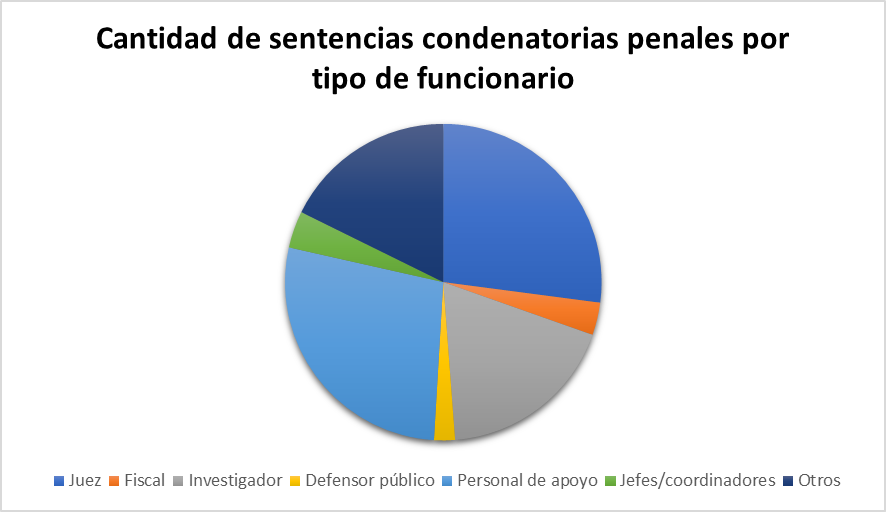 Cantidad de sentencias condenatorias penales por
tipo de funcionario
Juez Fiscal Investigador Defensor público Personal de apoyo Jefes/coordinadores Otros